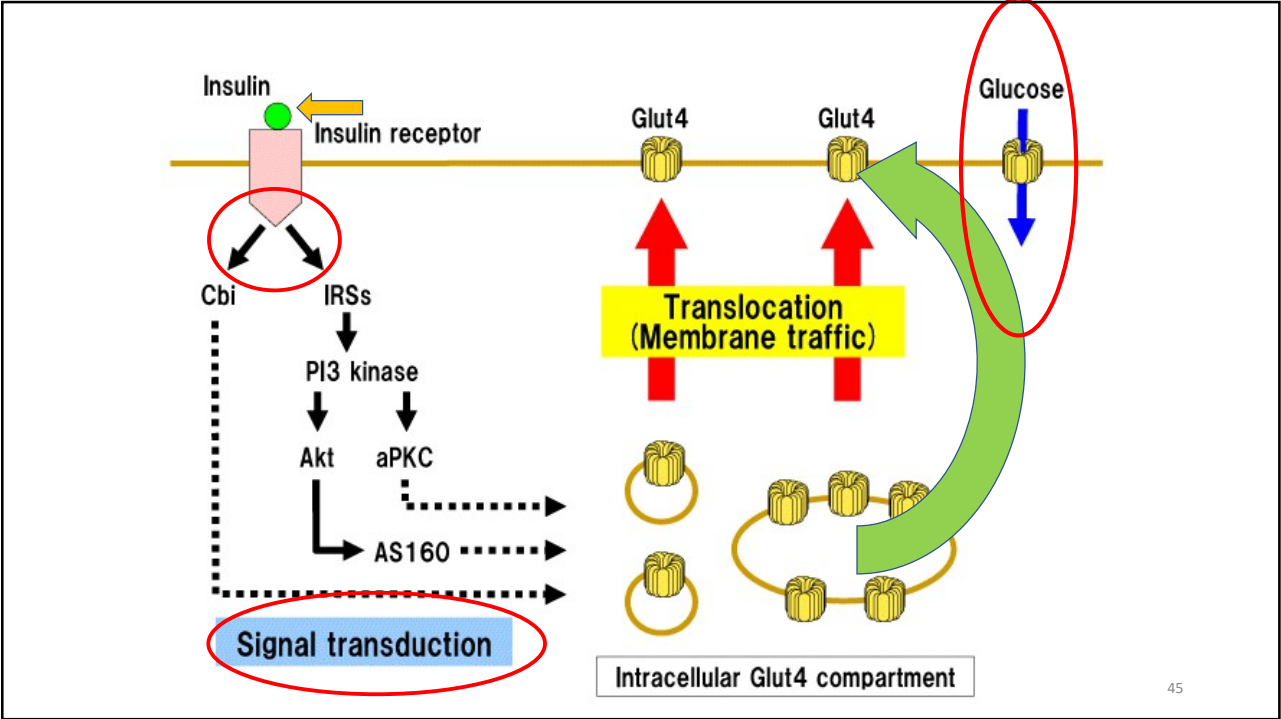 Insulin
Insulin receptor
Glut4
Glut4
Glucose
Cbi
IRSs
PI3 kinase
Akt
aPKC
AS160
Signal transduction
Translocation
(Membrane traffic)
Intracellular Glut4 compartment
45